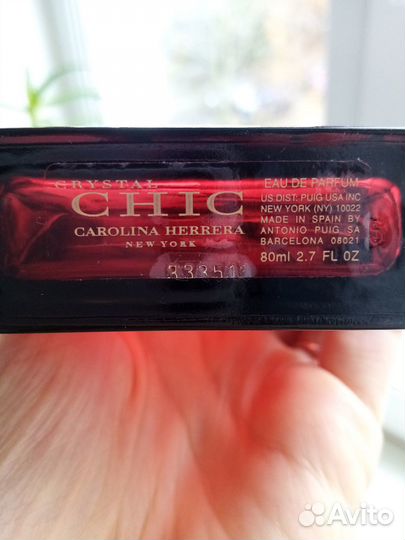 CRYSTAL
CHIC
CAROLINA HERRERA
NEW YORK
EAU DE PARFUM
US DIST: PUIG USA INC
NEW YORK (NY) 10022
MADE IN SPAIN BY
ANTONIO PUIG, SA
BARCELONA 08021
80ml 2.7 FL OZ
Avito